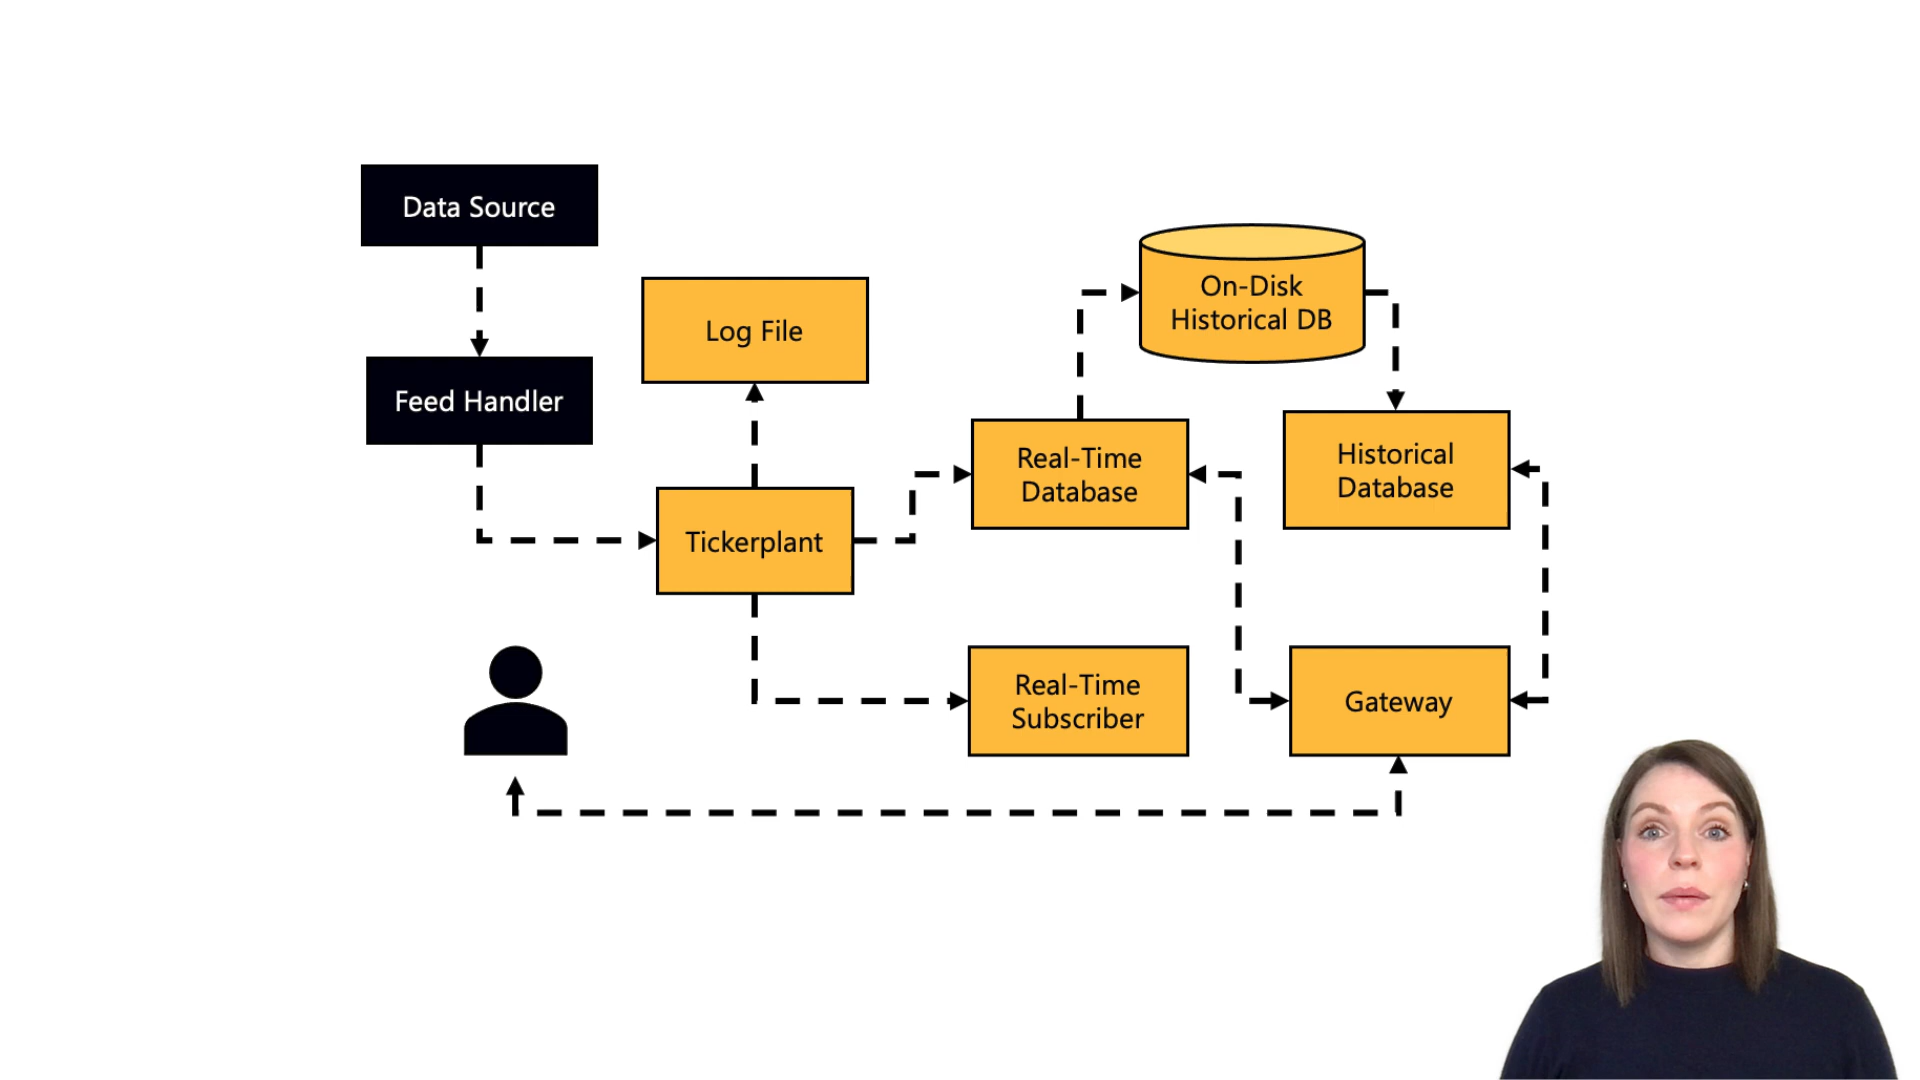 Data Source
Feed Handler
Log File
Tickerplant
On-Disk
Historical DB
Real-Time
Database
Historical
Database
Real-Time
Subscriber
Gateway